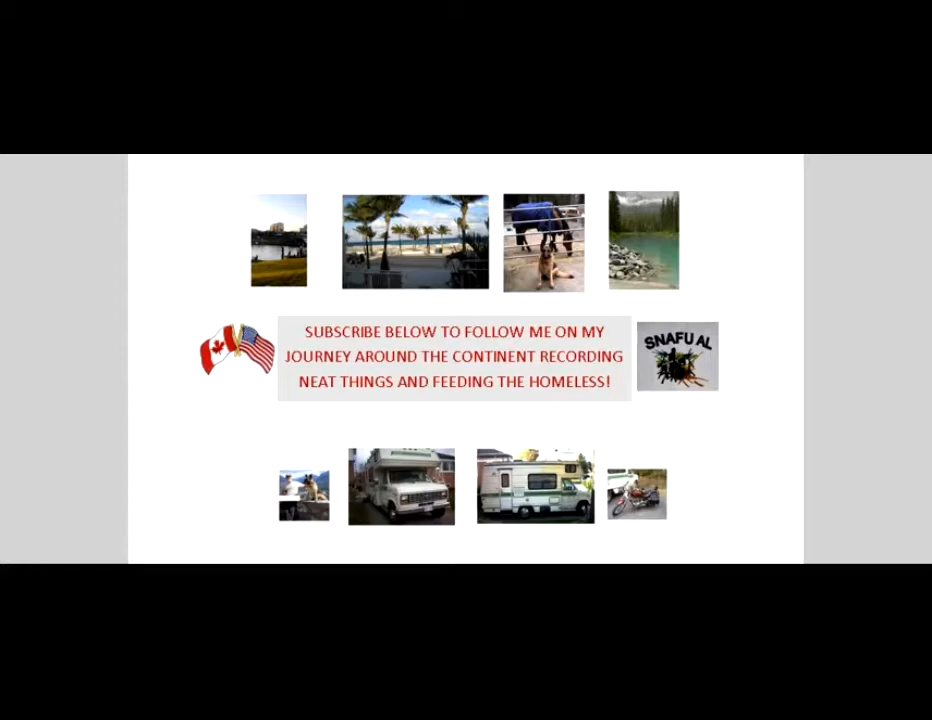 SUBSCRIBE BELOW TO FOLLOW ME ON MY
JOURNEY AROUND THE CONTINENT RECORDING
NEAT THINGS AND FEEDING THE HOMELESS!
SNAFU AL